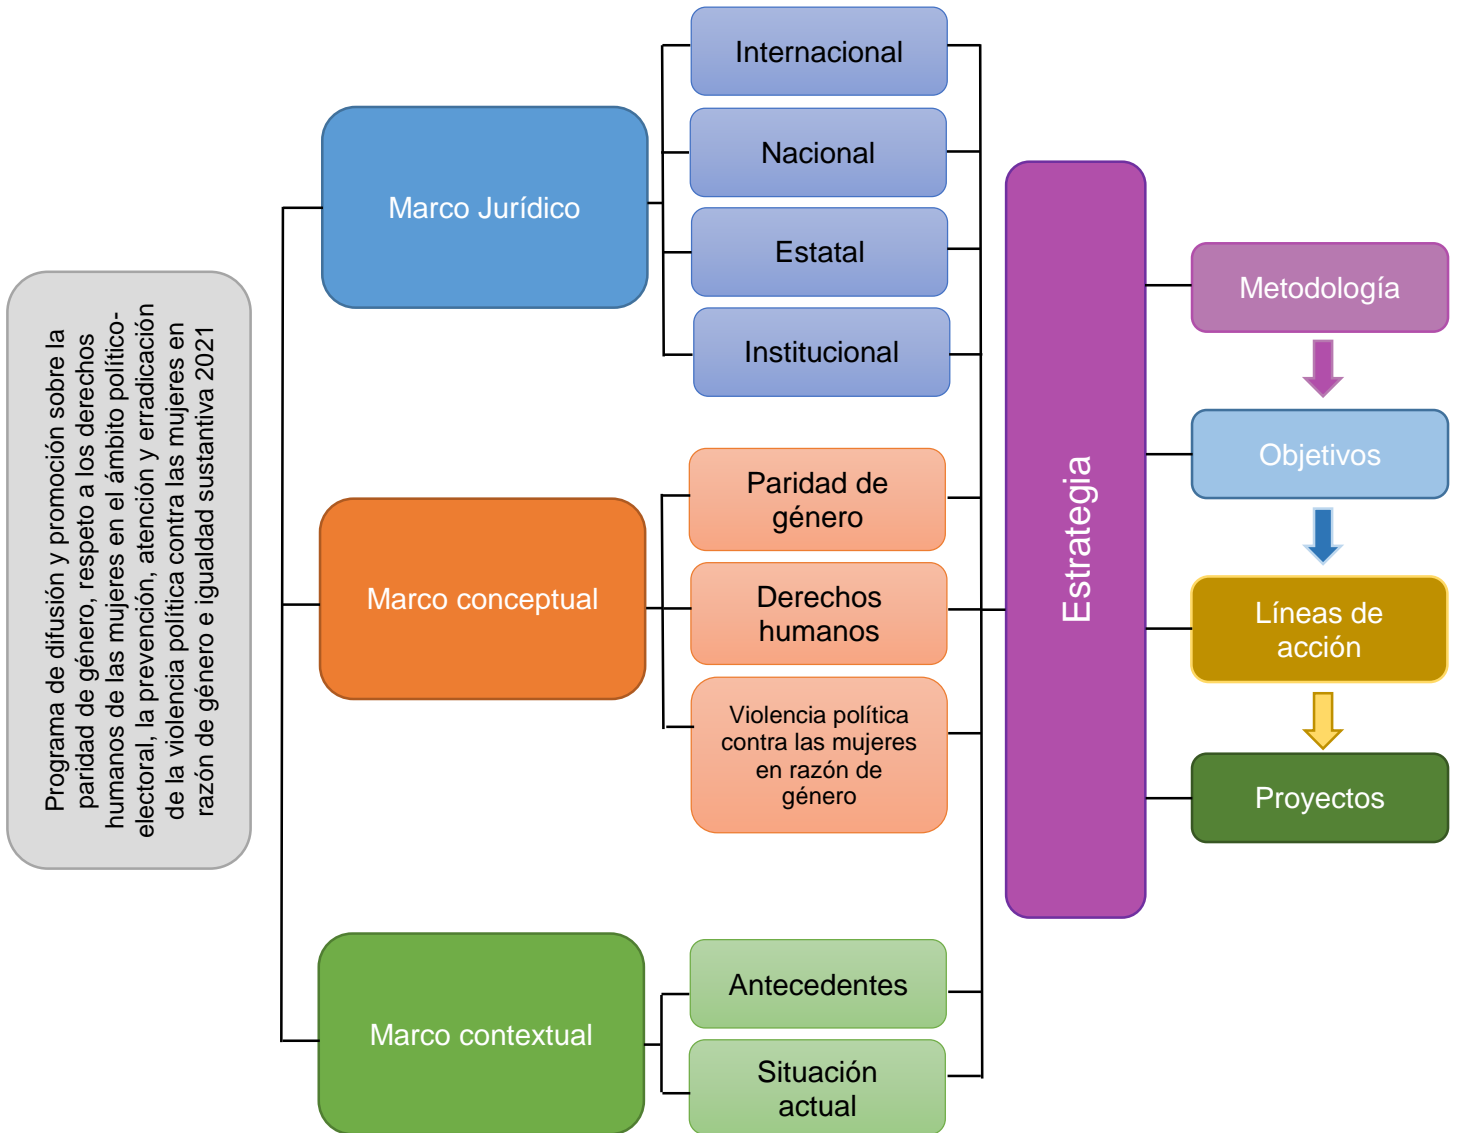 Programa de difusión y promoción sobre la
paridad de género, respeto a los derechos
humanos de las mujeres en el ámbito político-
electoral, la prevención, atención y erradicación
de la violencia política contra las mujeres en
razón de género e igualdad sustantiva 2021
Marco Jurídico
Internacional
Nacional
Estatal
Institucional
Marco conceptual
Paridad de
género
Derechos
humanos
Violencia política
contra las mujeres
en razón de
género
Marco contextual
Antecedentes
Situación
actual
Estrategia
Metodología
Objetivos
Líneas de
acción
Proyectos